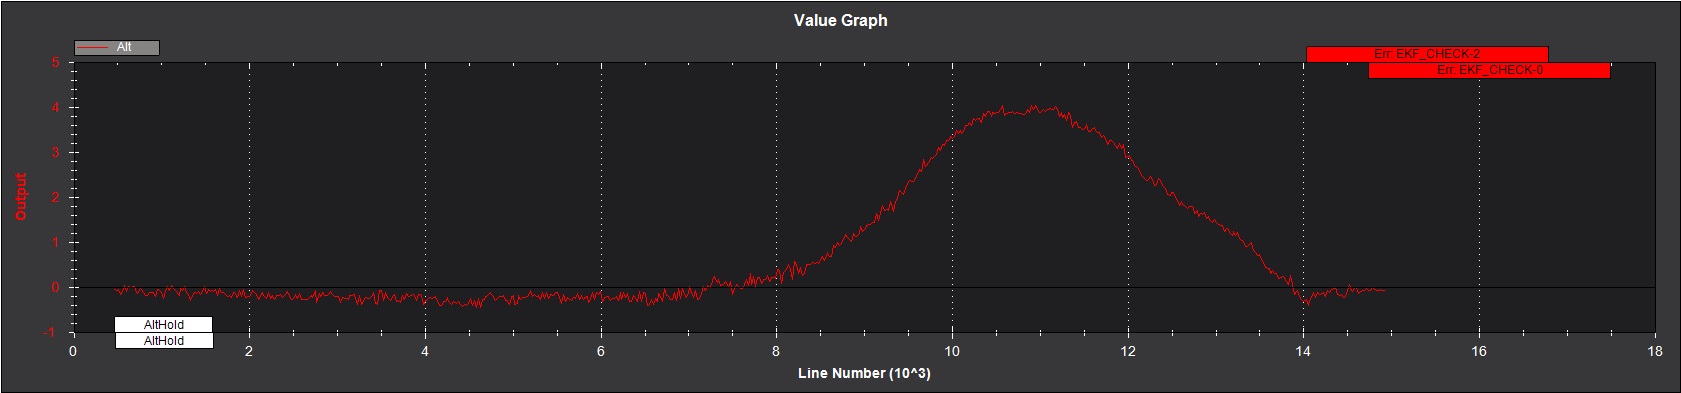 Value Graph
Alt
Err: EKF_CHECK-2
Err: EKF_CHECK-0
5
4
3
2
1
0
-1
Output
AltHold
AltHold
0 2 4 6 8 10 12 14 16 18
Line Number (10^3)